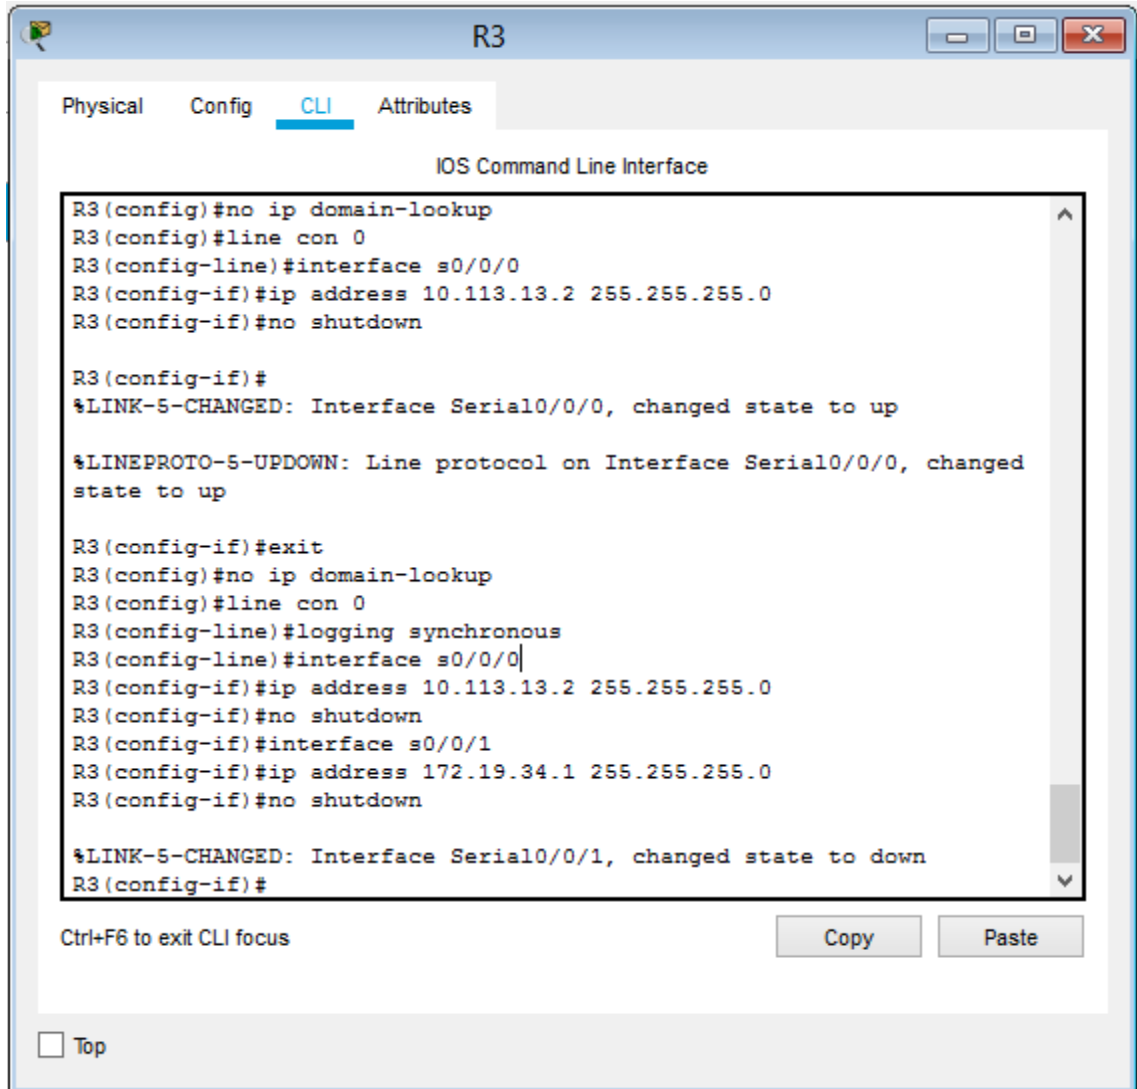 R3
Physical Config CLI Attributes
IOS Command Line Interface
R3(config)#no ip domain-lookup
R3(config)#line con 0
R3(config-line)#interface s0/0/0
R3(config-if)#ip address 10.113.13.2 255.255.255.0
R3(config-if)#no shutdown
R3(config-if)#
%LINK-5-CHANGED: Interface Serial0/0/0, changed state to up
%LINEPROTO-5-UPDOWN: Line protocol on Interface Serial0/0/0, changed
state to up
R3(config-if)#exit
R3(config)#no ip domain-lookup
R3(config)#line con 0
R3(config-line)#logging synchronous
R3(config-line)#interface s0/0/0
R3(config-if)#ip address 10.113.13.2 255.255.255.0
R3(config-if)#no shutdown
R3(config-if)#interface s0/0/1
R3(config-if)#ip address 172.19.34.1 255.255.255.0
R3(config-if)#no shutdown
%LINK-5-CHANGED: Interface Serial0/0/1, changed state to down
R3(config-if)#
Ctrl+F6 to exit CLI focus
Copy Paste
Top